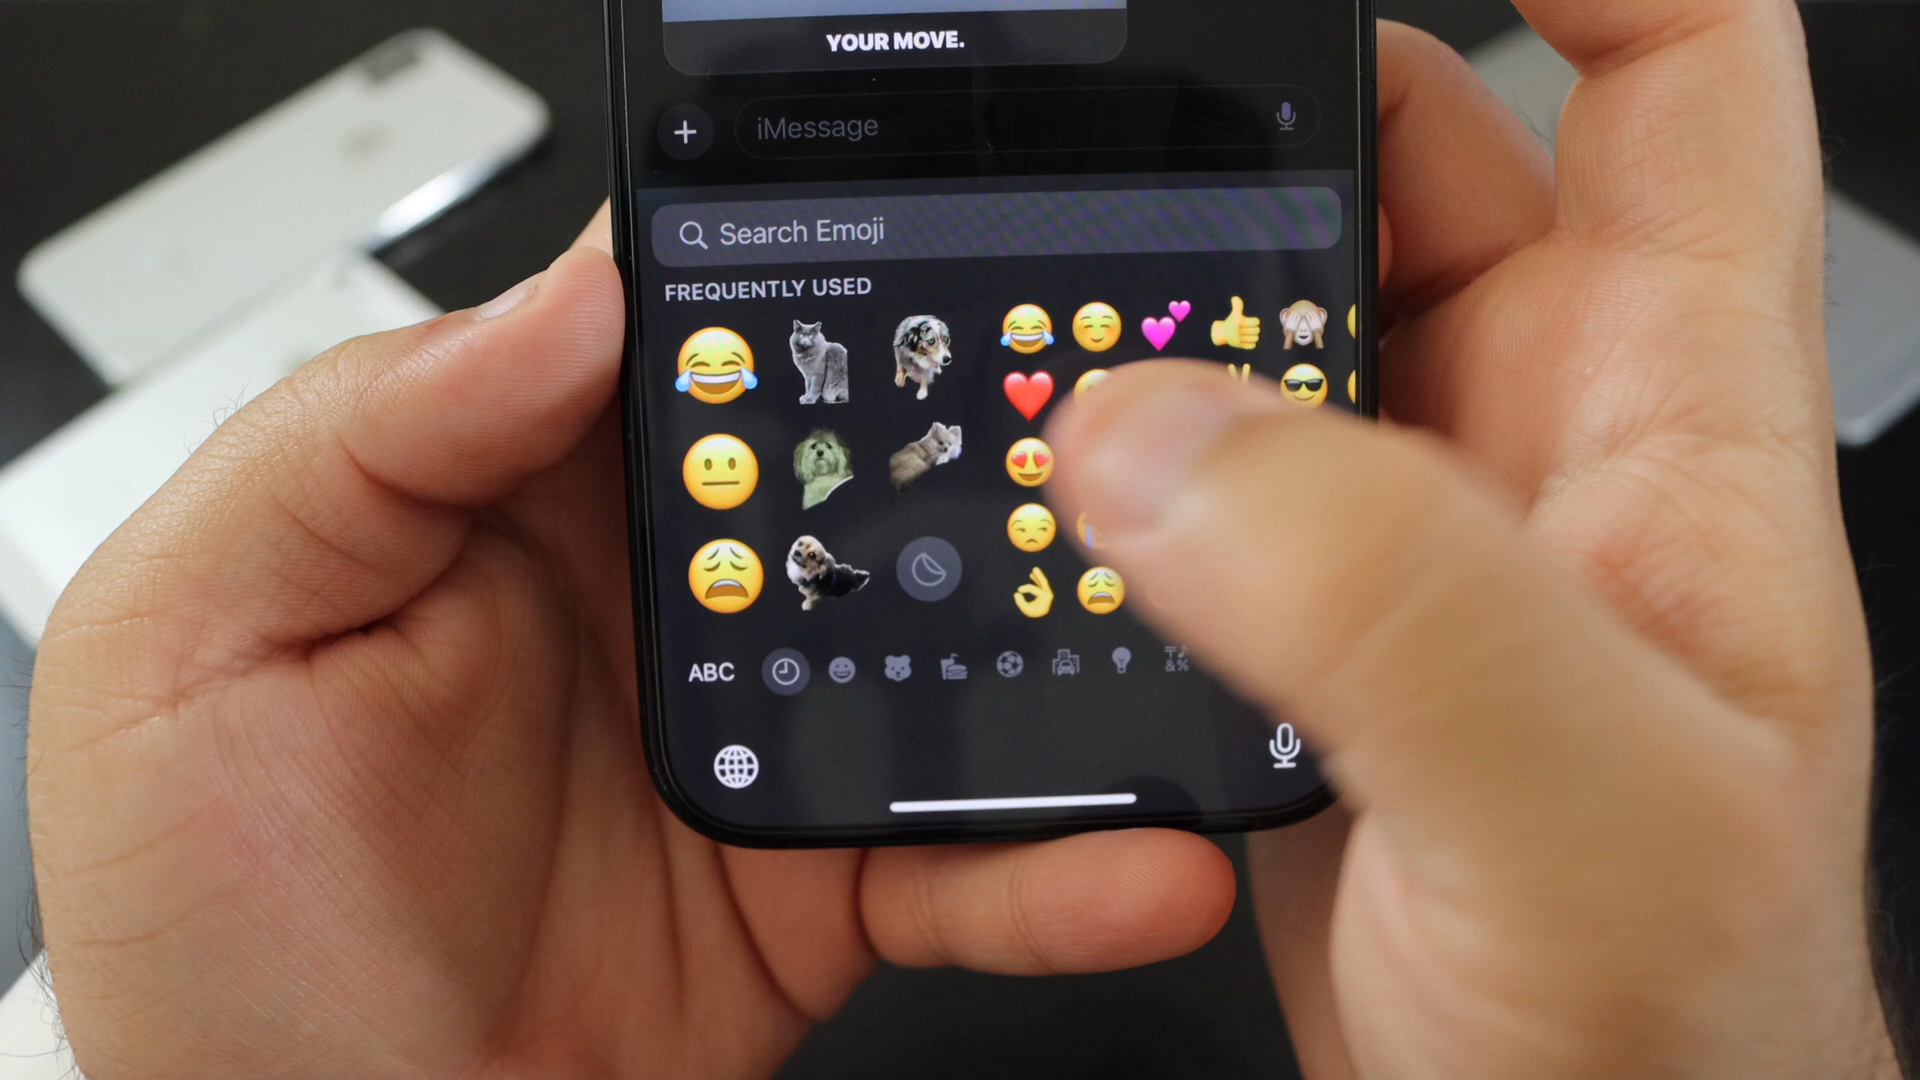 YOUR MOVE.
iMessage
Search Emoji
FREQUENTLY USED
ABC
&%